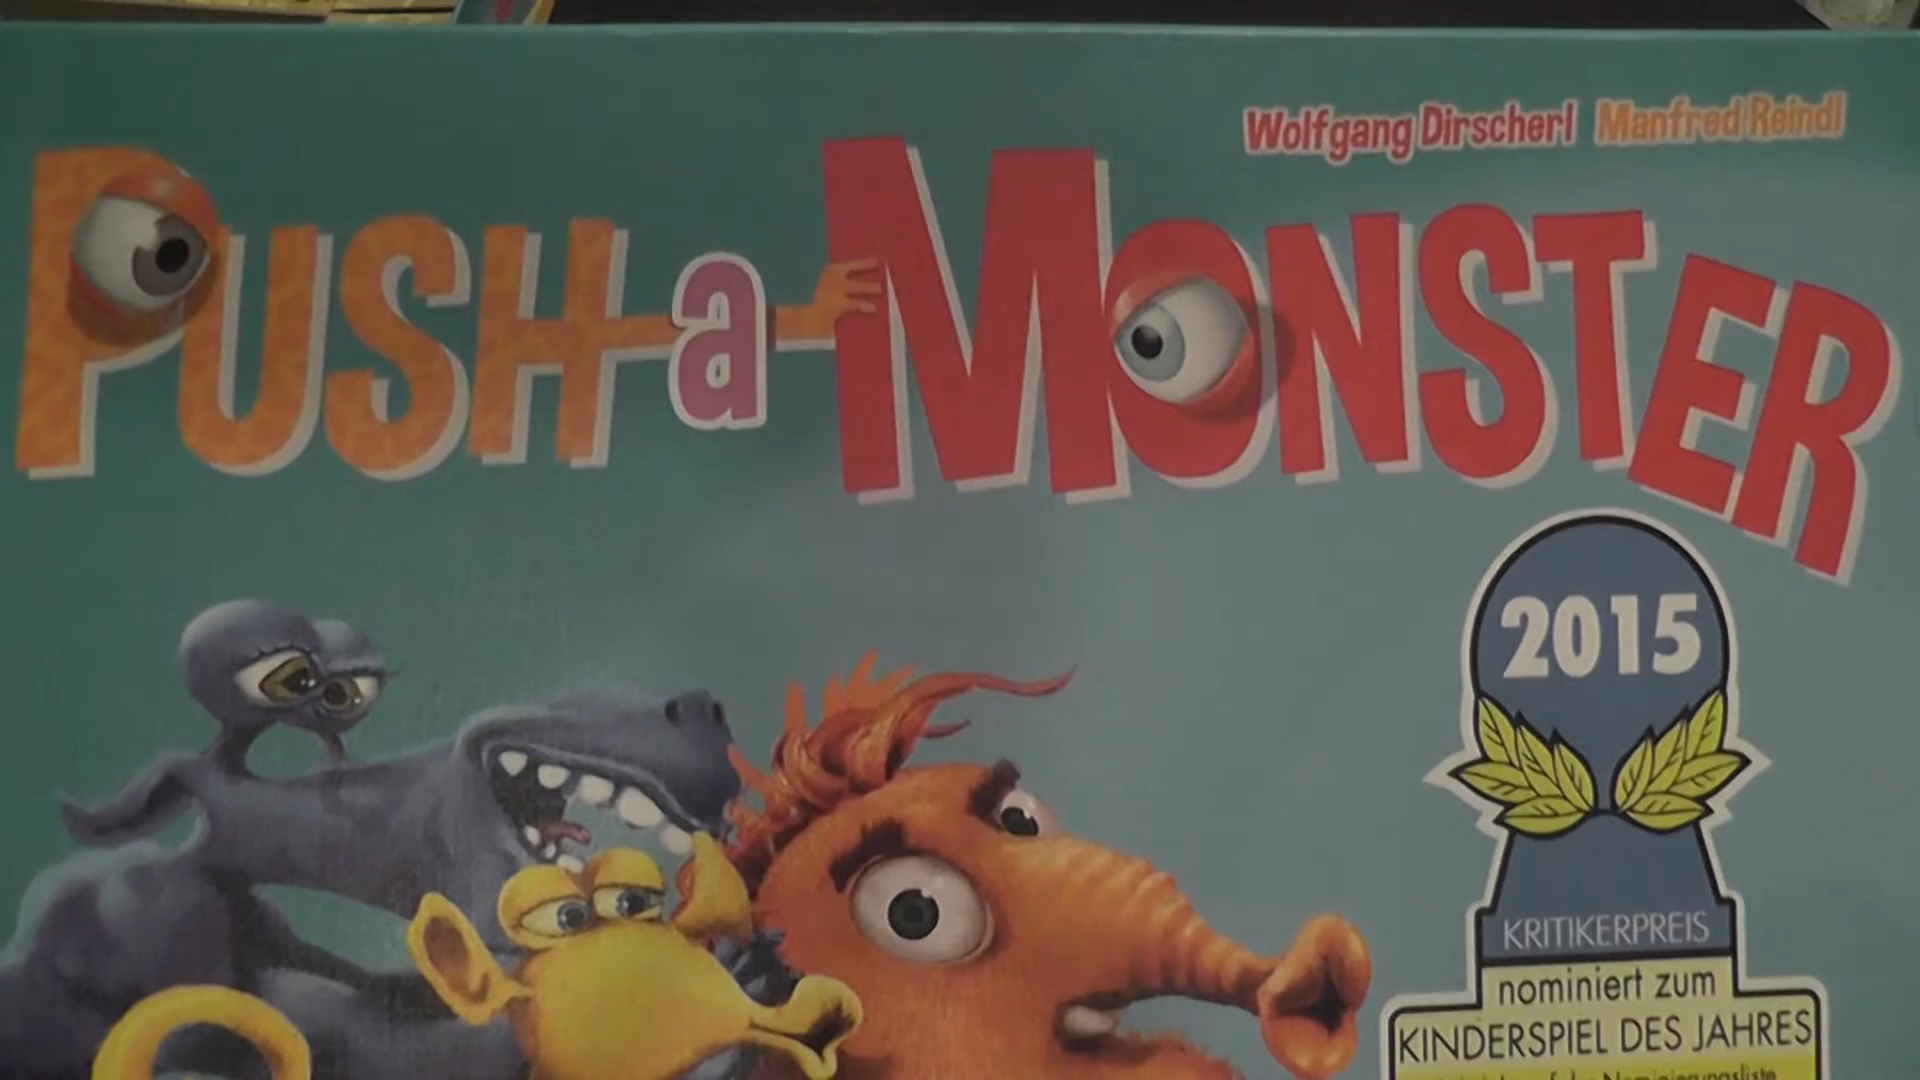 Wolfgang Dirscherl Manfred Reindl
PUSH a MONSTER
2015
KRITIKERPREIS
nominiert zum
KINDERSPIEL DES JAHRES